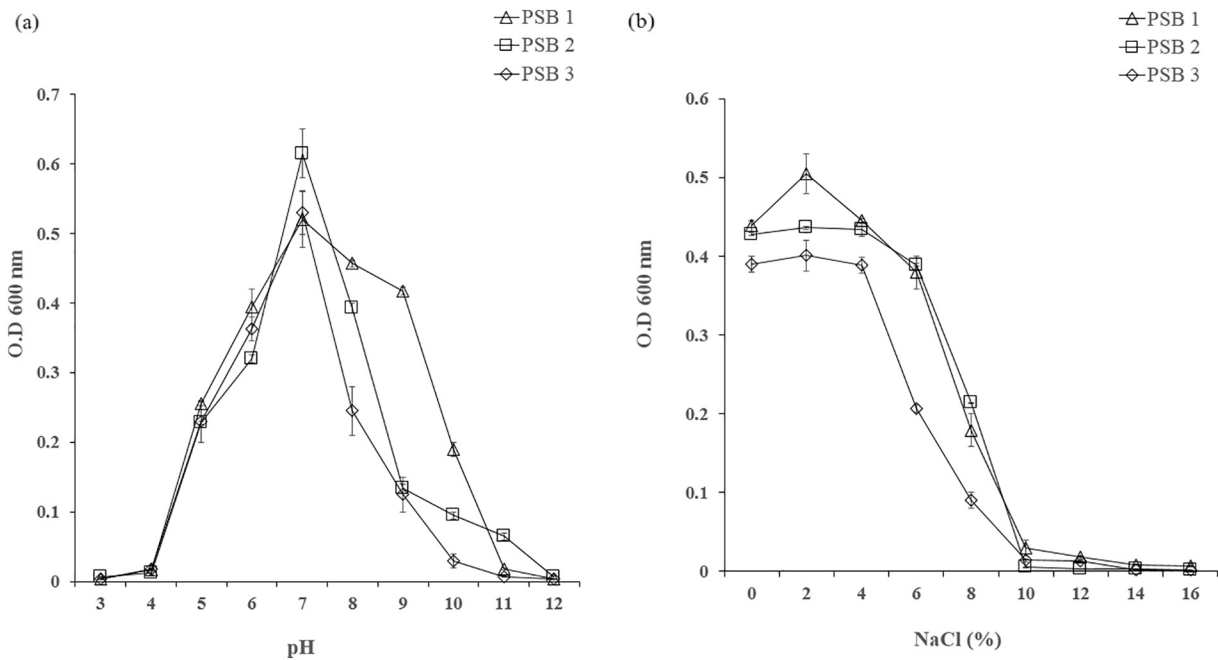 (a)
PSB 1
PSB 2
PSB 3
0.7
0.6
0.5
0.4
0.3
0.2
0.1
0
O.D 600 nm
3 4 5 6 7 8 9 10 11 12
pH
(b)
PSB 1
PSB 2
PSB 3
0.6
0.5
0.4
0.3
0.2
0.1
0
O.D 600 nm
0 2 4 6 8 10 12 14 16
NaCl (%)